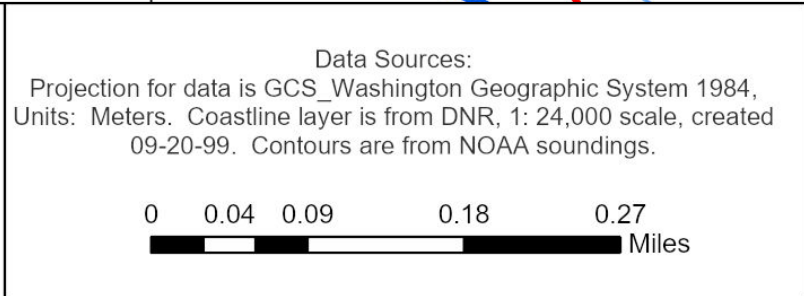 Data Sources:
Projection for data is GCS_Washington Geographic System 1984,
Units:  Meters.  Coastline layer is from DNR, 1: 24,000 scale, created
09-20-99.  Contours are from NOAA soundings.
0 0.04 0.09 0.18 0.27
Miles